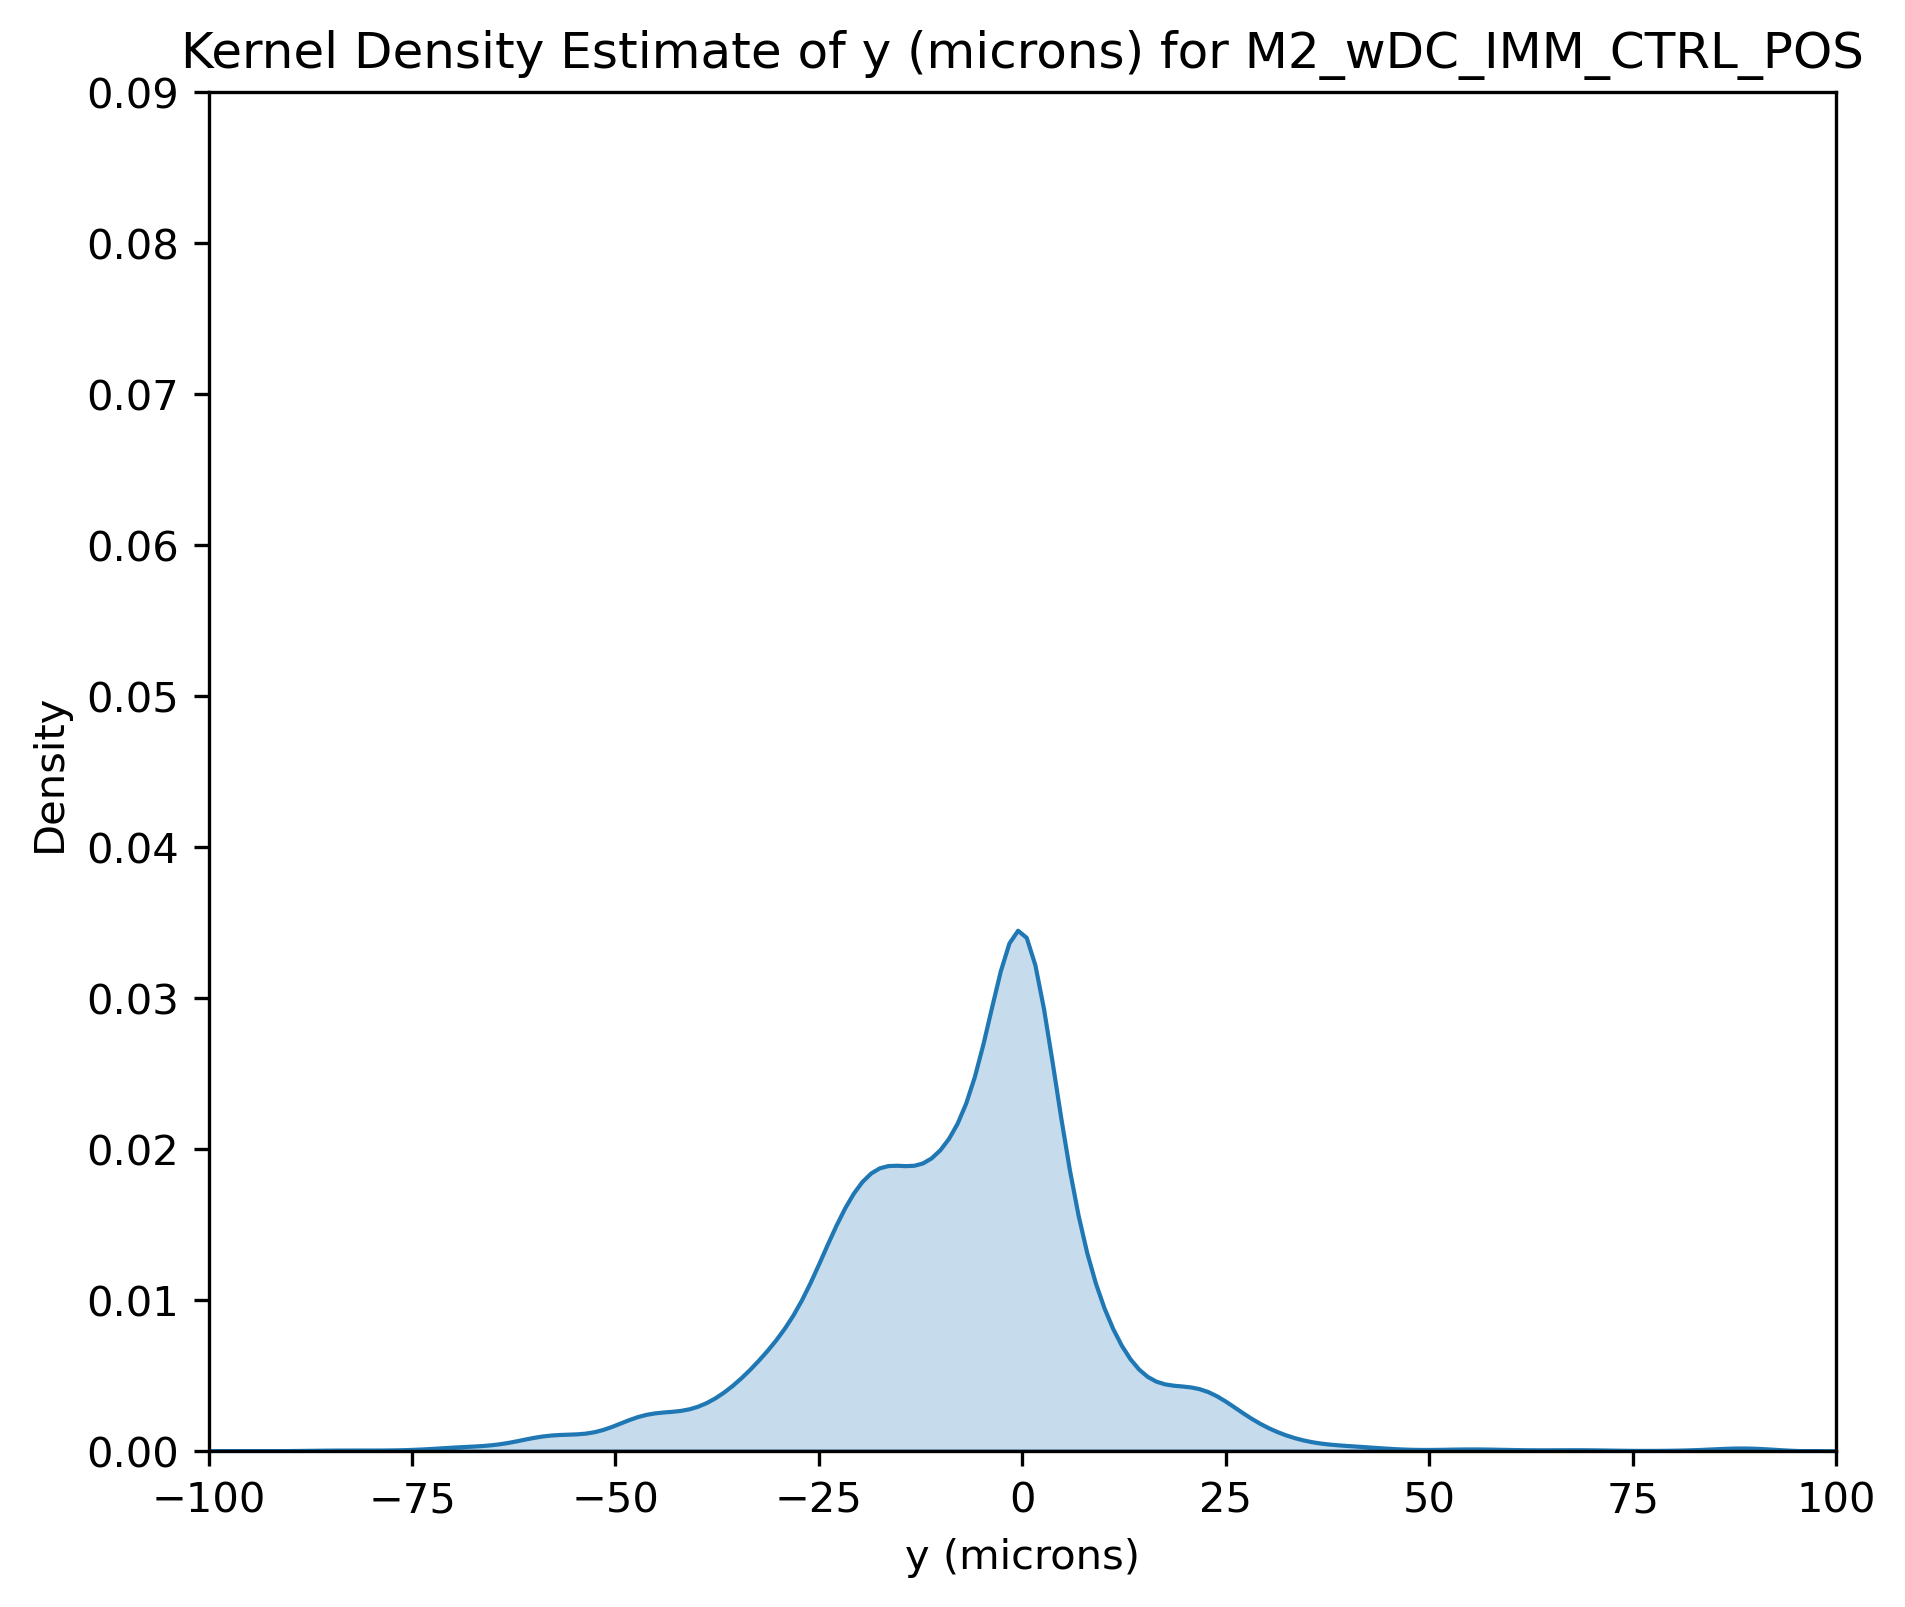 Kernel Density Estimate of y (microns) for M2_wDC_IMM_CTRL_POS
0.09
0.08
0.07
0.06
0.05
0.04
0.03
0.02
0.01
0.00
Density
−100 −75 −50 −25 0 25 50 75 100
y (microns)